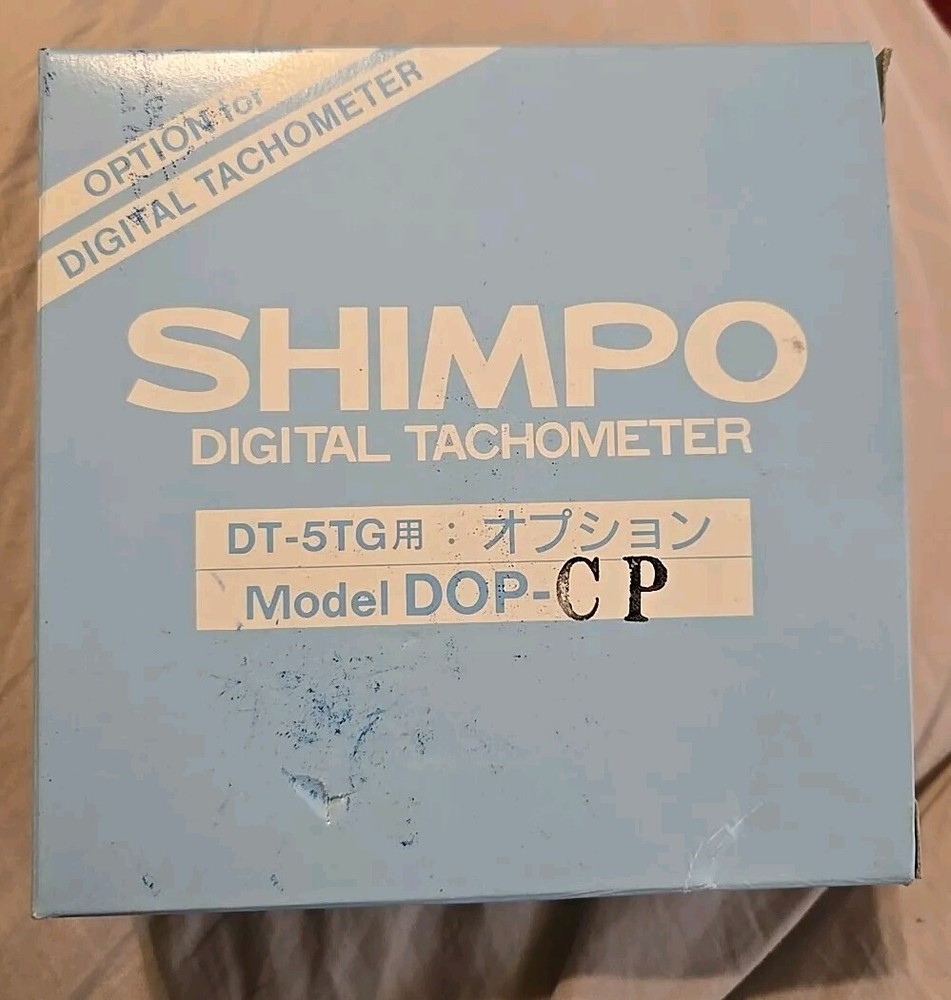 OPTION for
DIGITAL TACHOMETER
SHIMPO
DIGITAL TACHOMETER
DT-5TG用：オプション
Model DOP-CP